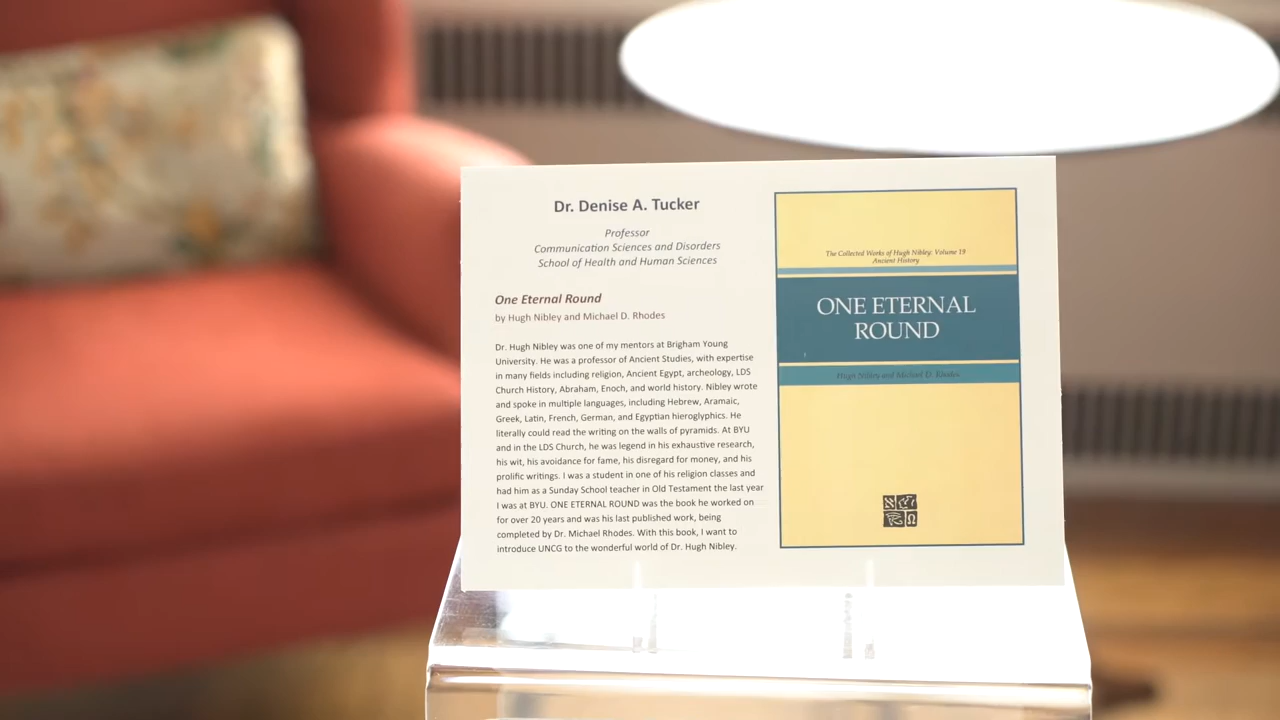 Dr. Denise A. Tucker
Professor
Communication Sciences and Disorders
School of Health and Human Sciences
One Eternal Round
by Hugh Nibley and Michael D. Rhodes
Dr. Hugh Nibley was one of my mentors at Brigham Young
University. He was a professor of Ancient Studies, with expertise
in many fields including religion, Ancient Egypt, archeology, LDS
Church History, Abraham, Enoch, and world history. Nibley wrote
and spoke in multiple languages, including Hebrew, Aramaic,
Greek, Latin, French, German, and Egyptian hieroglyphics. He
literally could read the writing on the walls of pyramids. At BYU
and in the LDS Church, he was legend in his exhaustive research,
his wit, his avoidance for fame, his disregard for money, and his
prolific writings. I was a student in one of his religion classes and
had him as a Sunday School teacher in Old Testament the last year
I was at BYU. ONE ETERNAL ROUND was the book he worked on
for over 20 years and was his last published work, being
completed by Dr. Michael Rhodes. With this book, I want to
introduce UNCG to the wonderful world of Dr. Hugh Nibley.
The Collected Works of Hugh Nibley: Volume 19
Ancient History
ONE ETERNAL
ROUND
Hugh Nibley and Michael D. Rhodes